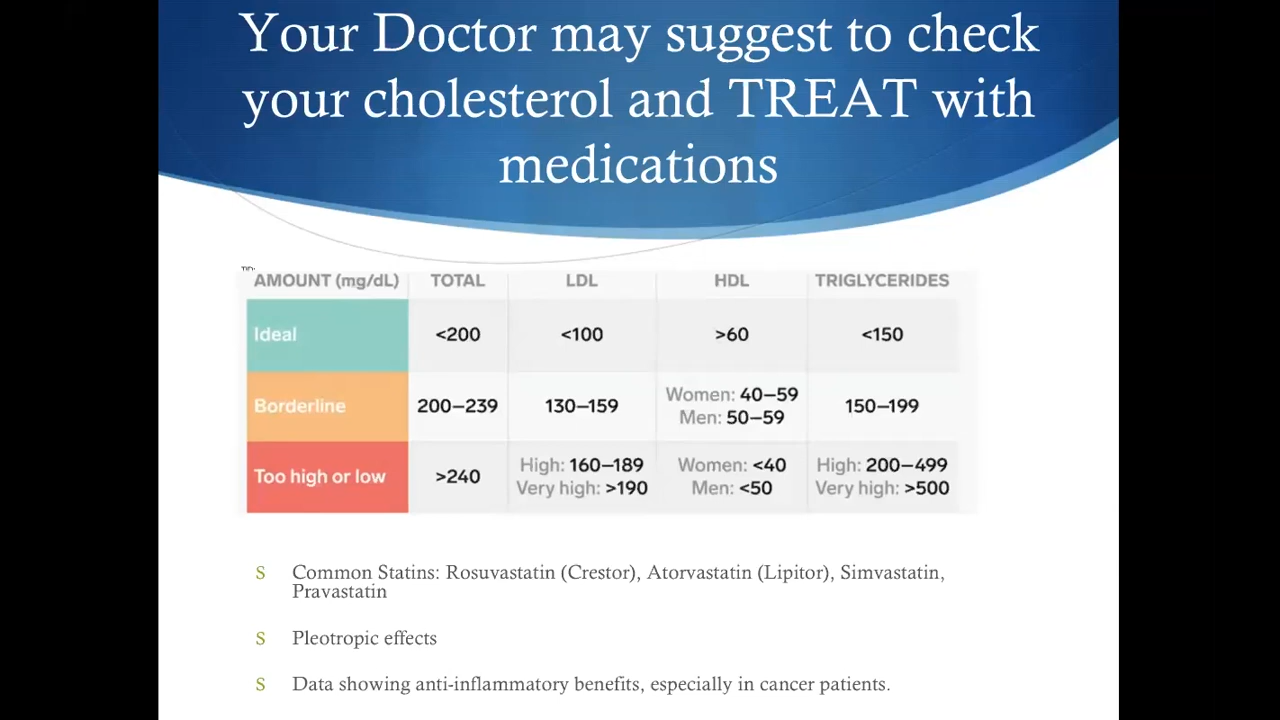 Your Doctor may suggest to check
your cholesterol and TREAT with
medications
AMOUNT (mg/dL) TOTAL LDL HDL TRIGLYCERIDES
Ideal <200 <100 >60 <150
Borderline 200–239 130–159 Women: 40–59 Men: 50–59 150–199
Too high or low >240 High: 160–189 Very high: >190 Women: <40 Men: <50 High: 200–499 Very high: >500
S Common Statins: Rosuvastatin (Crestor), Atorvastatin (Lipitor), Simvastatin,
Pravastatin
S Pleotropic effects
S Data showing anti-inflammatory benefits, especially in cancer patients.